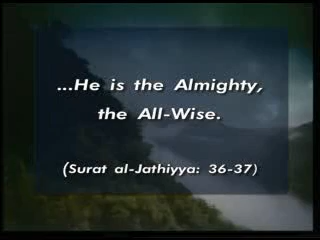 ...He is the Almighty,
the All-Wise.
(Surat al-Jathiyya: 36-37)